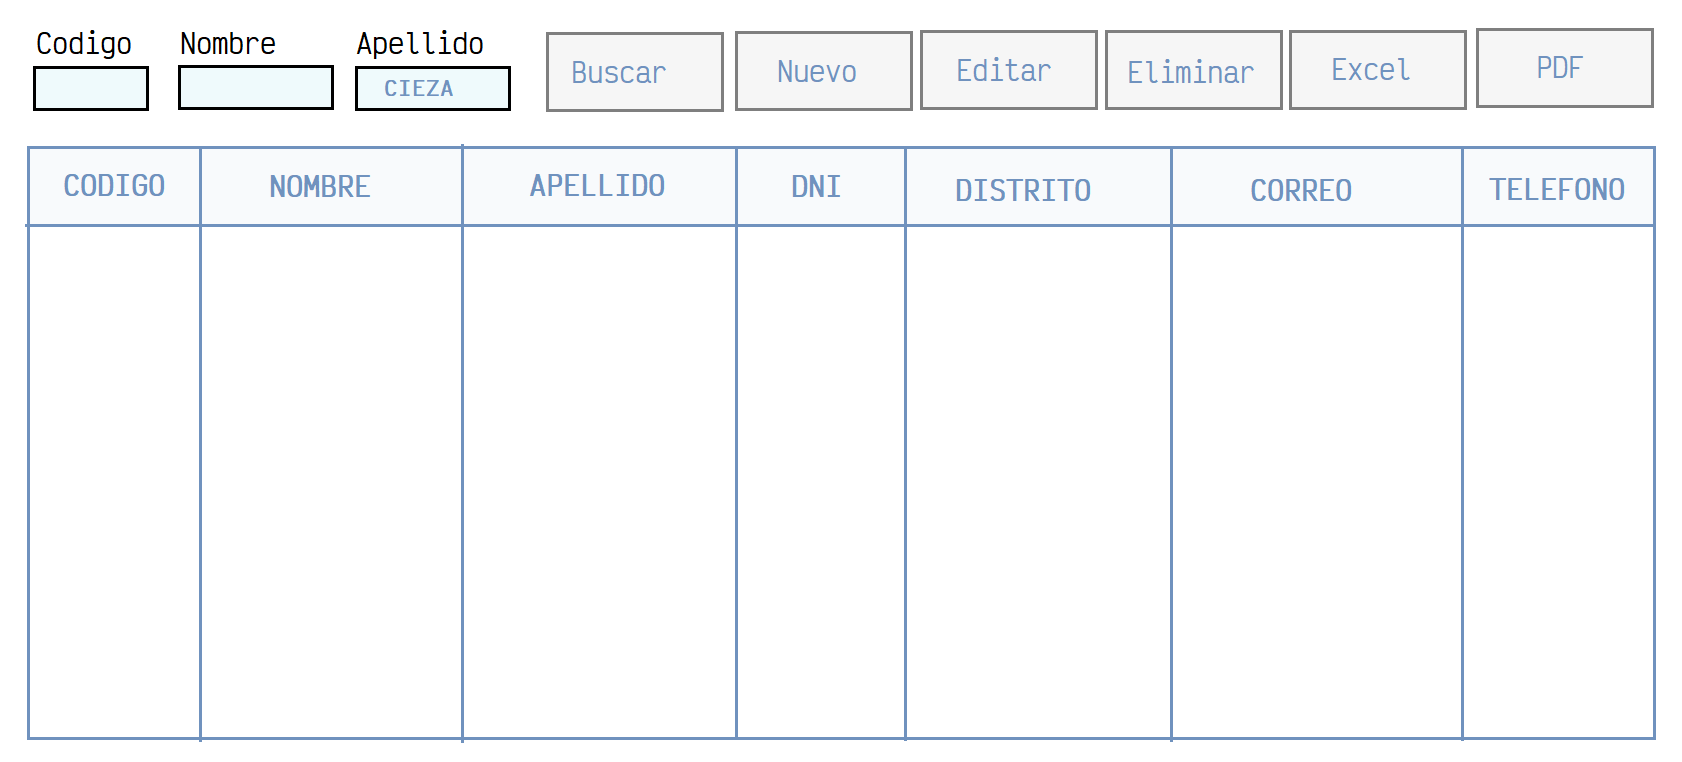 Codigo Nombre Apellido
CIEZA Buscar Nuevo Editar Eliminar Excel PDF
CODIGO NOMBRE APELLIDO DNI DISTRITO CORREO TELEFONO